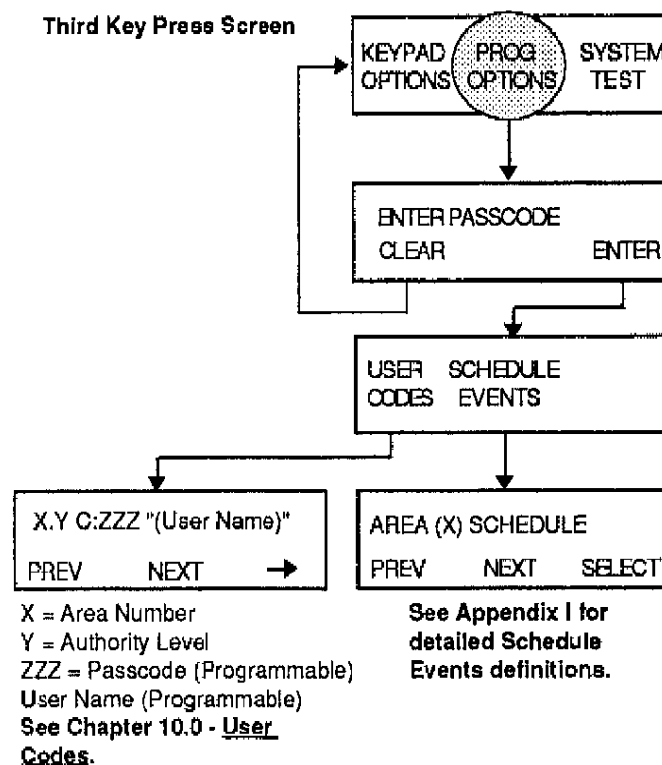 Third Key Press Screen
KEYPAD PROG SYSTEM
OPTIONS OPTIONS TEST
ENTER PASSCODE
CLEAR ENTER
USER SCHEDULE
CODES EVENTS
X.Y C:ZZZ "(User Name)"
PREV NEXT →
X = Area Number
Y = Authority Level
ZZZ = Passcode (Programmable)
User Name (Programmable)
See Chapter 10.0 - User
Codes.
AREA (X) SCHEDULE
PREV NEXT SELECT
See Appendix I for
detailed Schedule
Events definitions.